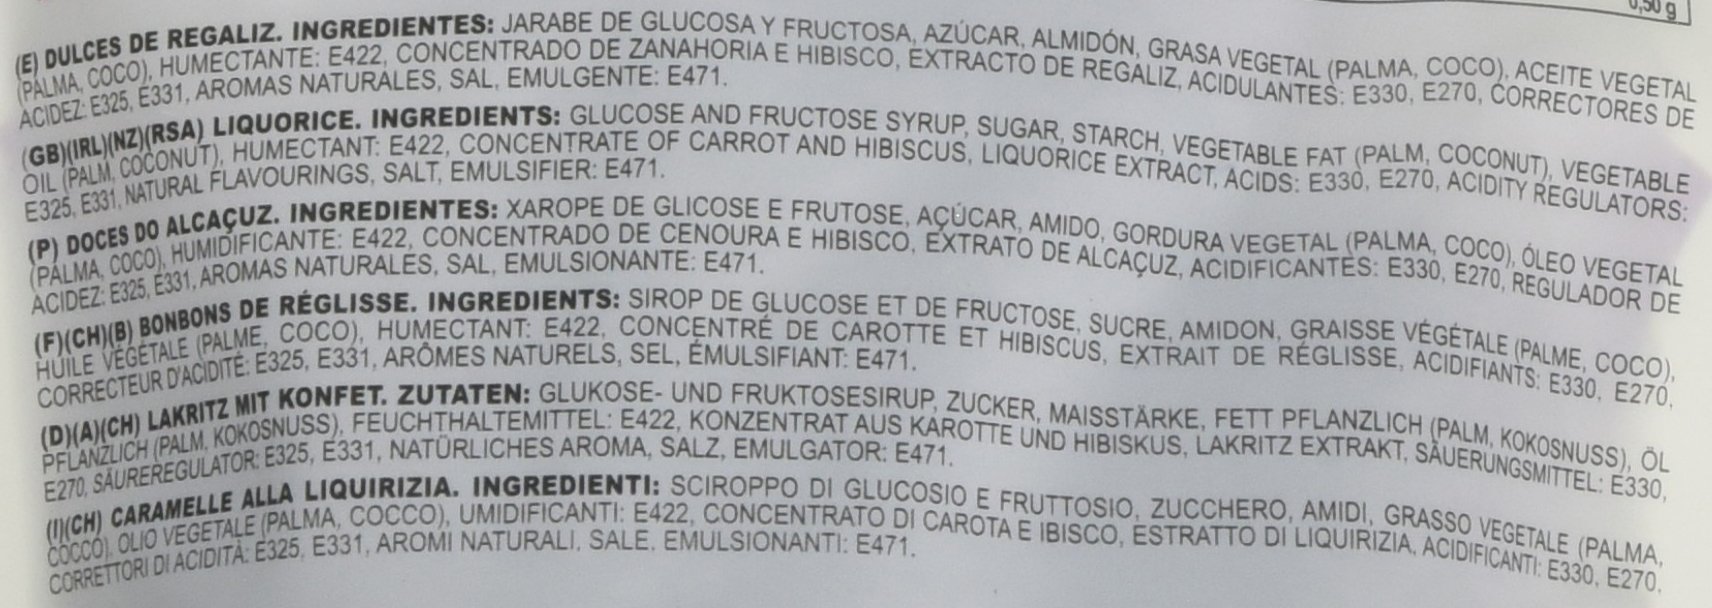 0,50 g
(E) DULCES DE REGALIZ. INGREDIENTES: JARABE DE GLUCOSA Y FRUCTOSA, AZÚCAR, ALMIDÓN, GRASA VEGETAL (PALMA, COCO), ACEITE VEGETAL
(PALMA, COCO), HUMECTANTE: E422, CONCENTRADO DE ZANAHORIA E HIBISCO, EXTRACTO DE REGALIZ, ACIDULANTES: E330, E270, CORRECTORES DE
ACIDEZ: E325, E331, AROMAS NATURALES, SAL, EMULGENTE: E471.
(GB)(IRL)(NZ)(RSA) LIQUORICE. INGREDIENTS: GLUCOSE AND FRUCTOSE SYRUP, SUGAR, STARCH, VEGETABLE FAT (PALM, COCONUT), VEGETABLE
OIL (PALM, COCONUT), HUMECTANT: E422, CONCENTRATE OF CARROT AND HIBISCUS, LIQUORICE EXTRACT, ACIDS: E330, E270, ACIDITY REGULATORS:
E325, E331, NATURAL FLAVOURINGS, SALT, EMULSIFIER: E471.
(P) DOCES DO ALCAÇUZ. INGREDIENTES: XAROPE DE GLICOSE E FRUTOSE, AÇÚCAR, AMIDO, GORDURA VEGETAL (PALMA, COCO), ÓLEO VEGETAL
(PALMA, COCO), HUMIDIFICANTE: E422, CONCENTRADO DE CENOURA E HIBISCO, EXTRATO DE ALCAÇUZ, ACIDIFICANTES: E330, E270, REGULADOR DE
ACIDEZ: E325, E331, AROMAS NATURALES, SAL, EMULSIONANTE: E471.
(F)(CH)(B) BONBONS DE RÉGLISSE. INGREDIENTS: SIROP DE GLUCOSE ET DE FRUCTOSE, SUCRE, AMIDON, GRAISSE VÉGÉTALE (PALME, COCO),
HUILE VÉGÉTALE (PALME, COCO), HUMECTANT: E422, CONCENTRÉ DE CAROTTE ET HIBISCUS, EXTRAIT DE RÉGLISSE, ACIDIFIANTS: E330, E270,
CORRECTEUR D'ACIDITÉ: E325, E331, ARÔMES NATURELS, SEL, ÉMULSIFIANT: E471.
(D)(A)(CH) LAKRITZ MIT KONFET. ZUTATEN: GLUKOSE- UND FRUKTOSESIRUP, ZUCKER, MAISSTÄRKE, FETT PFLANZLICH (PALM, KOKOSNUSS), ÖL
PFLANZLICH (PALM, KOKOSNUSS), FEUCHTHALTEMITTEL: E422, KONZENTRAT AUS KAROTTE UND HIBISKUS, LAKRITZ EXTRAKT, SÄUERUNGSMITTEL: E330,
E270, SÄUREREGULATOR: E325, E331, NATÜRLICHES AROMA, SALZ, EMULGATOR: E471.
(I)(CH) CARAMELLE ALLA LIQUIRIZIA. INGREDIENTI: SCIROPPO DI GLUCOSIO E FRUTTOSIO, ZUCCHERO, AMIDI, GRASSO VEGETALE (PALMA,
COCCO), OLIO VEGETALE (PALMA, COCCO), UMIDIFICANTI: E422, CONCENTRATO DI CAROTA E IBISCO, ESTRATTO DI LIQUIRIZIA, ACIDIFICANTI: E330, E270,
CORRETTORI DI ACIDITÀ: E325, E331, AROMI NATURALI, SALE, EMULSIONANTI: E471.